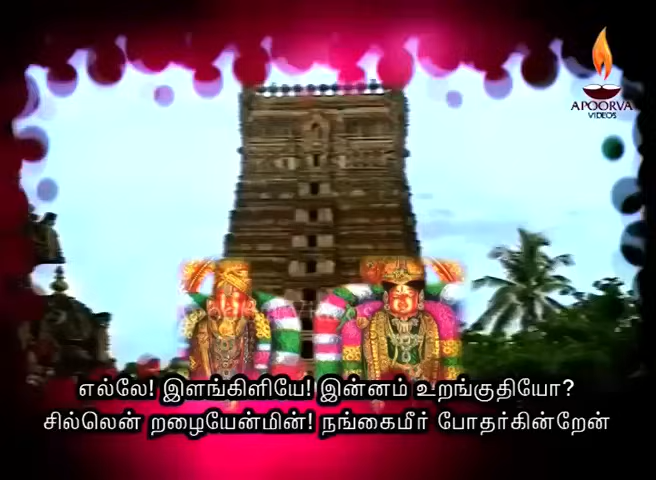 APOORVA
VIDEOS
எல்லே! இளங்கிளியே! இன்னம் உறங்குதியோ?
சில்லென் றழையேன்மின்! நங்கைமீர் போதர்கின்றேன்